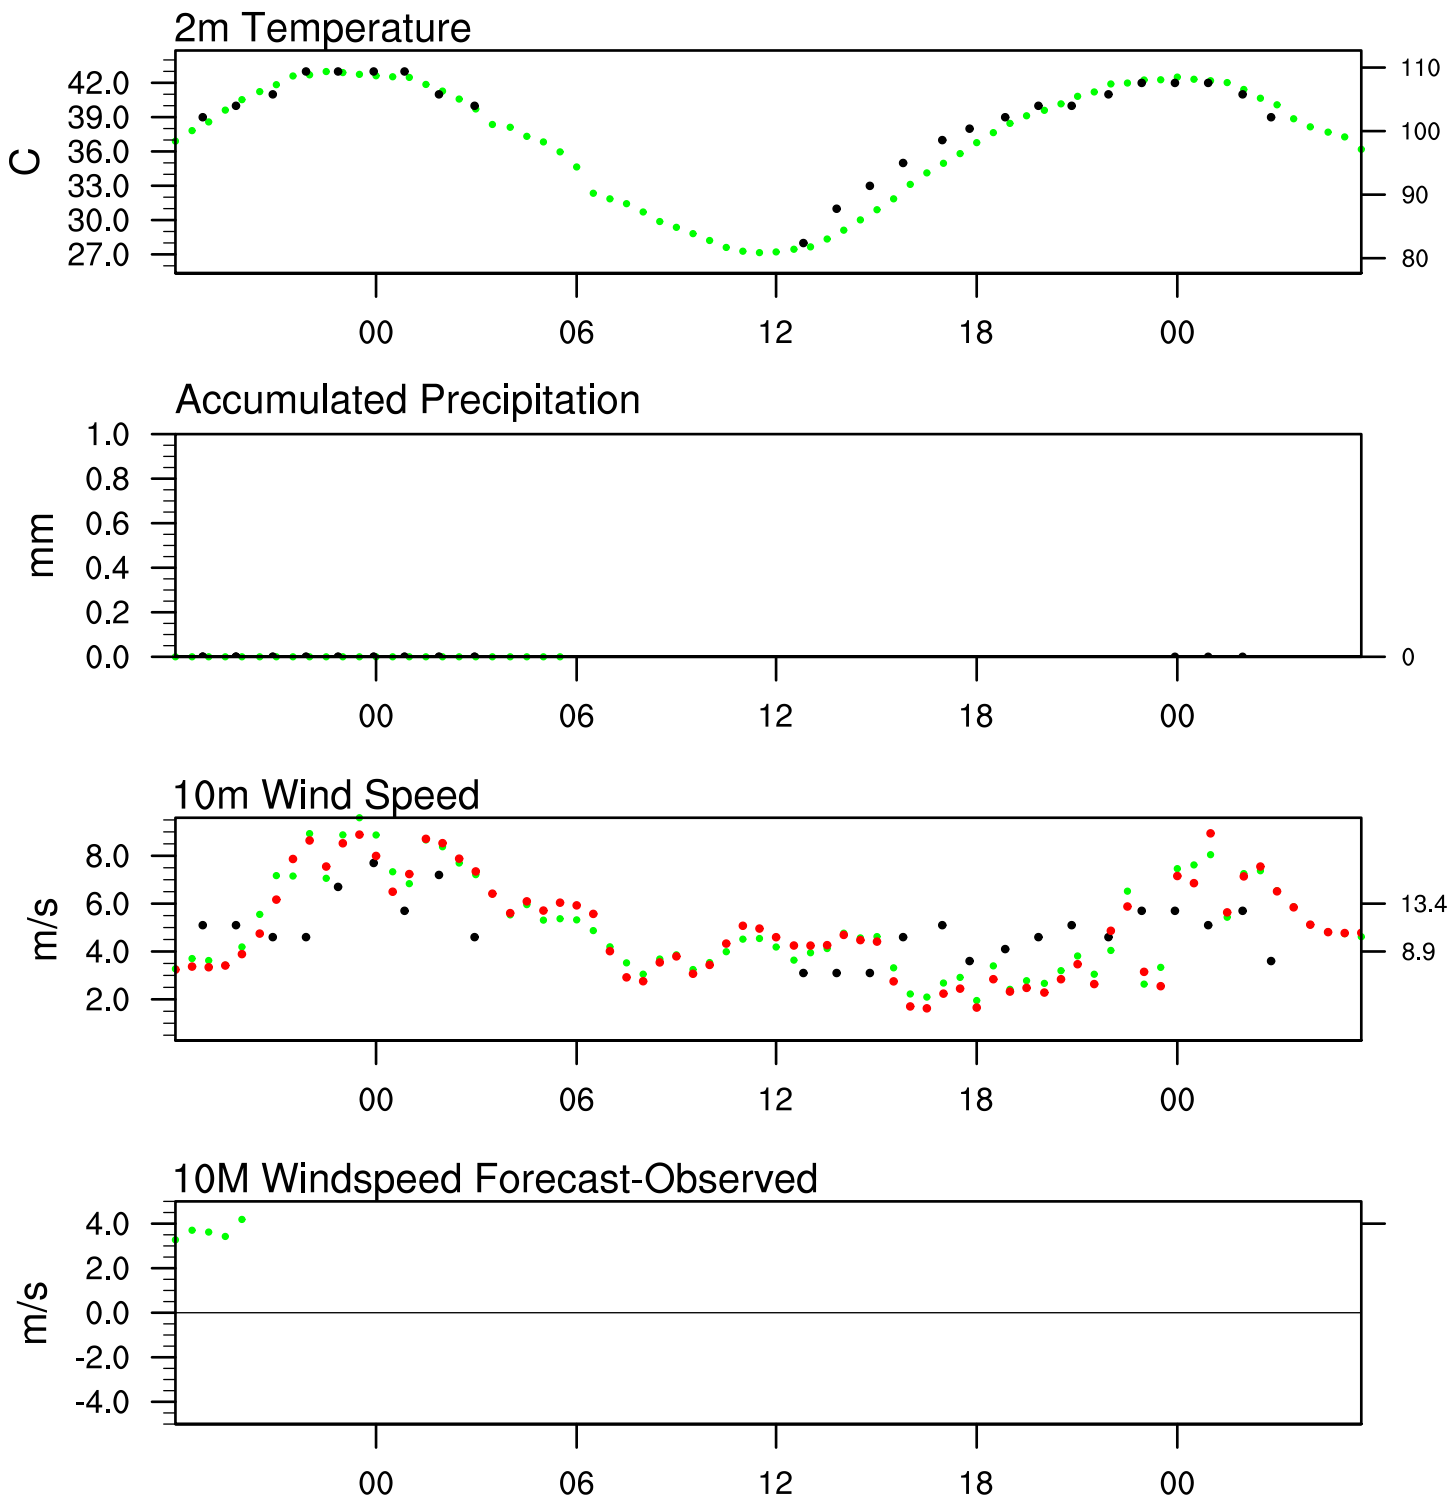 2m Temperature
C
42.0
39.0
36.0
33.0
30.0
27.0
110
100
90
80
00 06 12 18 00
Accumulated Precipitation
mm
1.0
0.8
0.6
0.4
0.2
0.0
0
00 06 12 18 00
10m Wind Speed
m/s
8.0
6.0
4.0
2.0
13.4
8.9
00 06 12 18 00
10M Windspeed Forecast-Observed
m/s
4.0
2.0
0.0
-2.0
-4.0
00 06 12 18 00